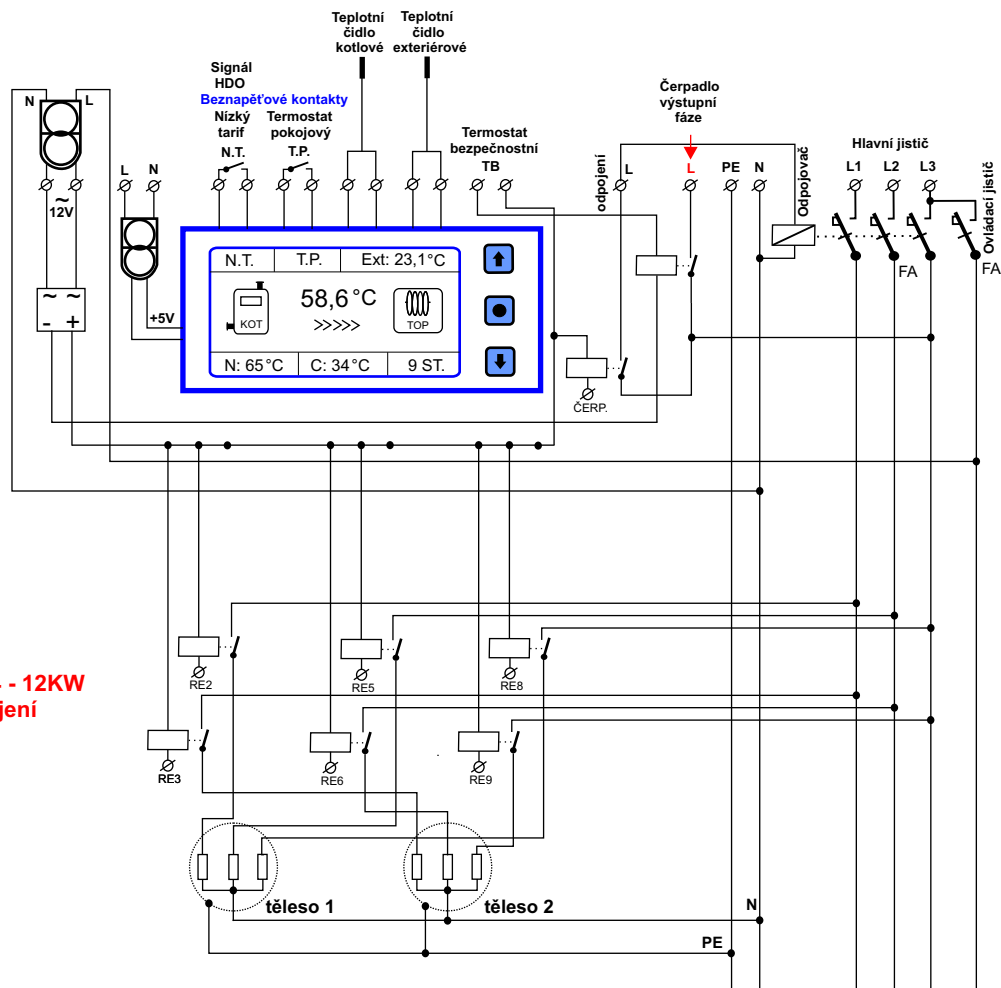 Teplotní
čidlo
kotlové
Teplotní
čidlo
exteriérové
Signál
HDO
Beznapěťové kontakty
Nízký
tarif
N.T.
Termostat
pokojový
T.P.
Termostat
bezpečnostní
TB
Čerpadlo
výstupní
fáze
odpojení
L
L
PE
N
Odpojovač
Hlavní jistič
L1
L2
L3
Ovládací jistič
FA
FA
N
L
~
12V
L
N
~
~
-
+
+5V
N.T.
T.P.
Ext: 23,1°C
KOT
58,6°C
>>>>>
TOP
N: 65°C
C: 34°C
9 ST.
ČERP.
RE2
RE5
RE8
- 12KW
jení
RE3
RE6
RE9
těleso 1
těleso 2
N
PE